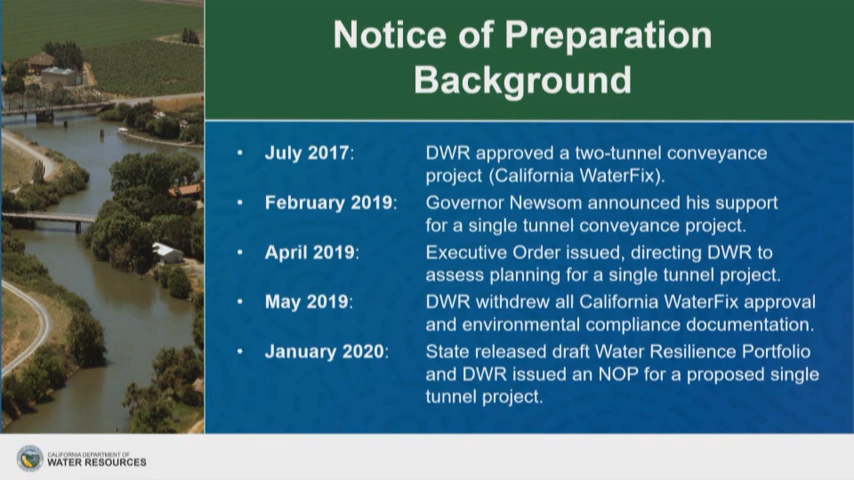 Notice of Preparation
Background
• July 2017: DWR approved a two-tunnel conveyance
project (California WaterFix).
• February 2019: Governor Newsom announced his support
for a single tunnel conveyance project.
• April 2019: Executive Order issued, directing DWR to
assess planning for a single tunnel project.
• May 2019: DWR withdrew all California WaterFix approval
and environmental compliance documentation.
• January 2020: State released draft Water Resilience Portfolio
and DWR issued an NOP for a proposed single
tunnel project.
CALIFORNIA DEPARTMENT OF
WATER RESOURCES